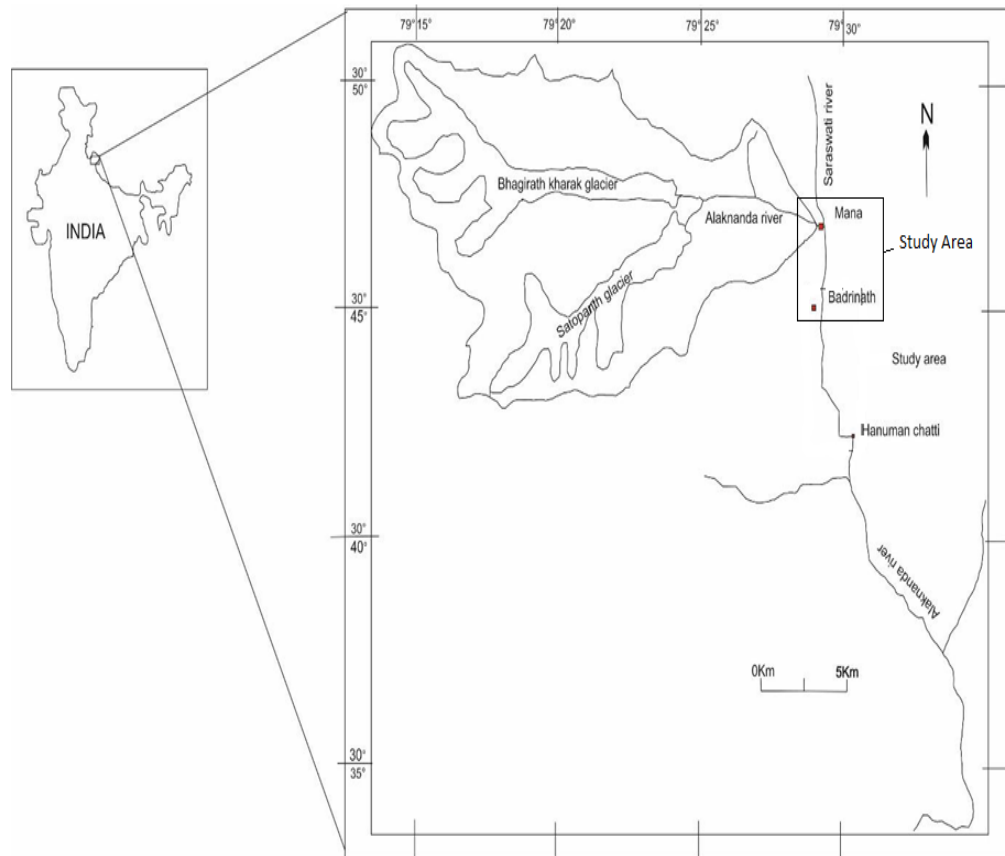 79° 15'
79° 20'
79° 25'
79° 30'
30°
50°
N
Saraswati river
Bhagirath kharak glacier
Alaknanda river
Mana
Study Area
INDIA
Satopanth glacier
Badrinath
30°
45°
Study area
Hanuman chatti
30°
40°
Alaknanda river
0Km
5Km
30°
35°